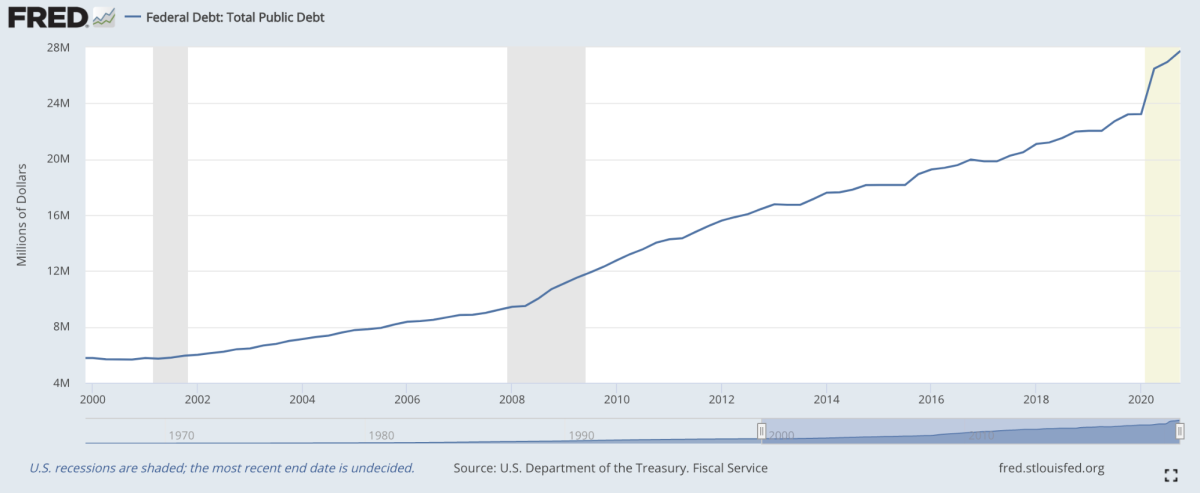 FRED
Federal Debt: Total Public Debt
28M
24M
20M
16M
12M
8M
4M
Millions of Dollars
2000 2002 2004 2006 2008 2010 2012 2014 2016 2018 2020
1970 1980 1990 2000 2010
U.S. recessions are shaded; the most recent end date is undecided. Source: U.S. Department of the Treasury. Fiscal Service fred.stlouisfed.org